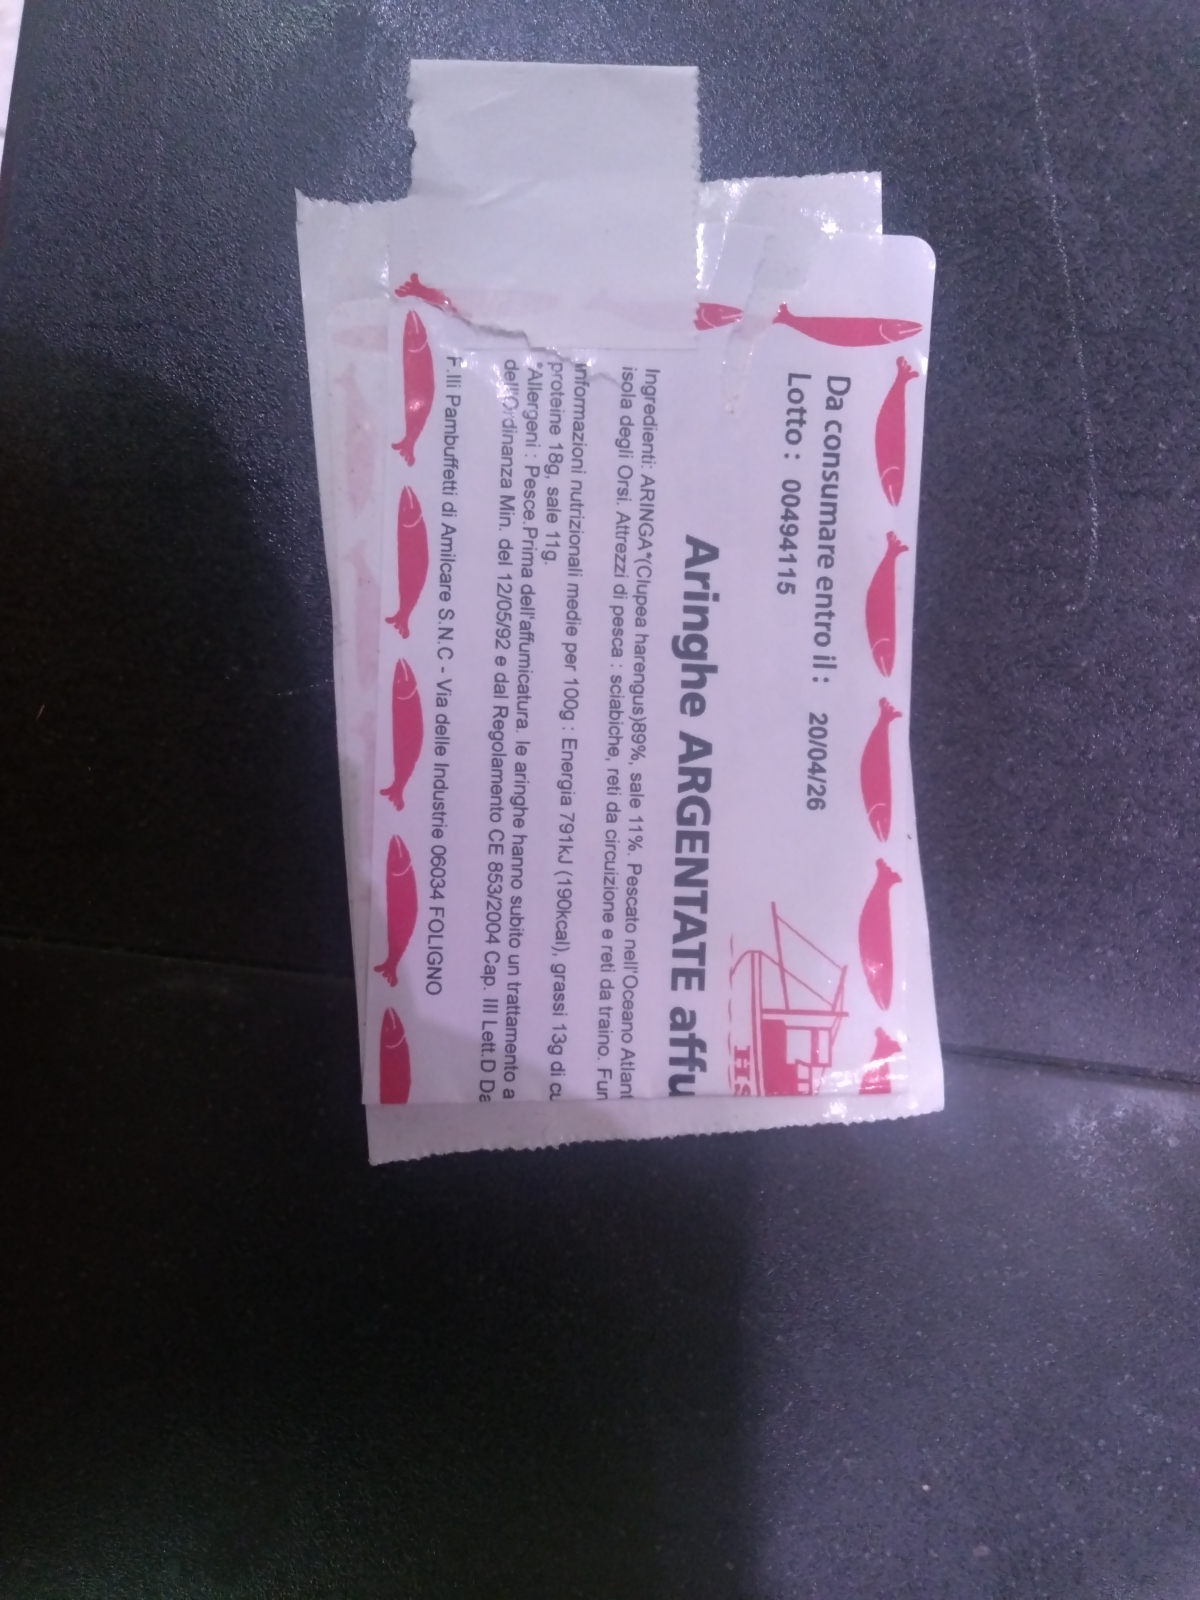 Da consumare entro il : 20/04/26
Lotto : 00494115
Aringhe ARGENTATE affu
Ingredienti: ARINGA*(Clupea harengus)89%, sale 11%. Pescato nell'Oceano Atlant
isola degli Orsi. Attrezzi di pesca : sciabiche, reti da circuizione e reti da traino. Fun
Informazioni nutrizionali medie per 100g : Energia 791kJ (190kcal), grassi 13g di cu
proteine 18g, sale 11g.
*Allergeni : Pesce.Prima dell'affumicatura. le aringhe hanno subito un trattamento a
dell'Ordinanza Min. del 12/05/92 e dal Regolamento CE 853/2004 Cap. III Lett.D Da
F.lli Pambuffetti di Amilcare S.N.C - Via delle Industrie 06034 FOLIGNO